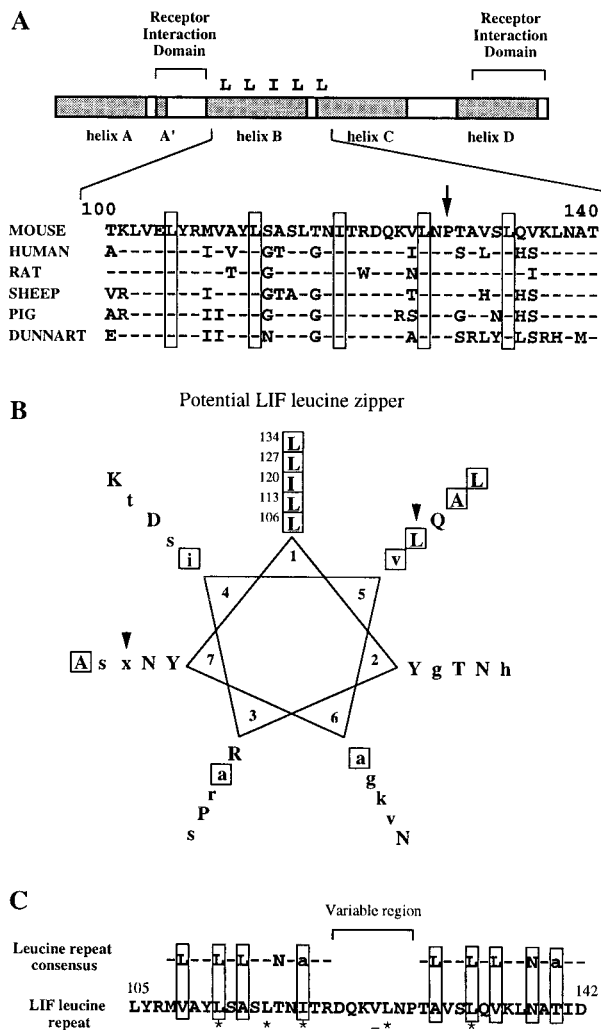 A
Receptor
Interaction
Domain
Receptor
Interaction
Domain
L L I L L
helix A A' helix B helix C helix D
100 140
MOUSE TKLVELYRMVAYLSASLTNITRDQKVLNPTAVSLQVKLNAT
HUMAN A-------I-V--GT--G-------I---S-L--HS-----
RAT ----------T--G-------W---N---------I-----
SHEEP VR------I----GTA-G-------T-----H--HS-----
PIG AR------II---G---G------RS---G--N-HS-----
DUNNART E-------II---N---G-------A---SRLY-LSRH-M-
B
Potential LIF leucine zipper
134 L
127 L
120 I
113 L
106 L
K t D s i
L A Q L v
1
4 5
A s x N Y 7 2 Y g T N h
3 6
R a r P s
a g k v N
C
Variable region
Leucine repeat
consensus
-L--L-A--N-a-- --L--L-L--N-a-
105 142
LIF leucine
repeat
LYRMVAYLSASLTNITRDQKVLNPTAVSLQVKLNATID
* * * _ * *